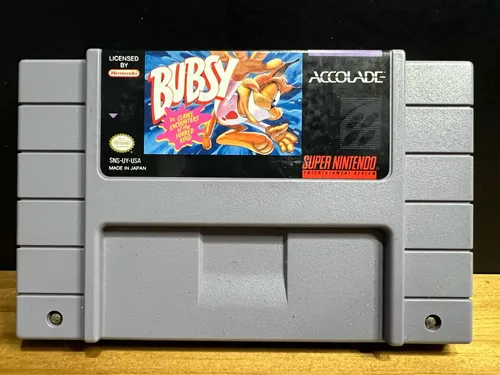 LICENSED
BY
Nintendo
BUBSY
in: CLAWS
ENCOUNTERS
of the
FURRED
KIND
ACCOLADE
SNS-UY-USA
MADE IN JAPAN
SUPER NINTENDO
ENTERTAINMENT SYSTEM